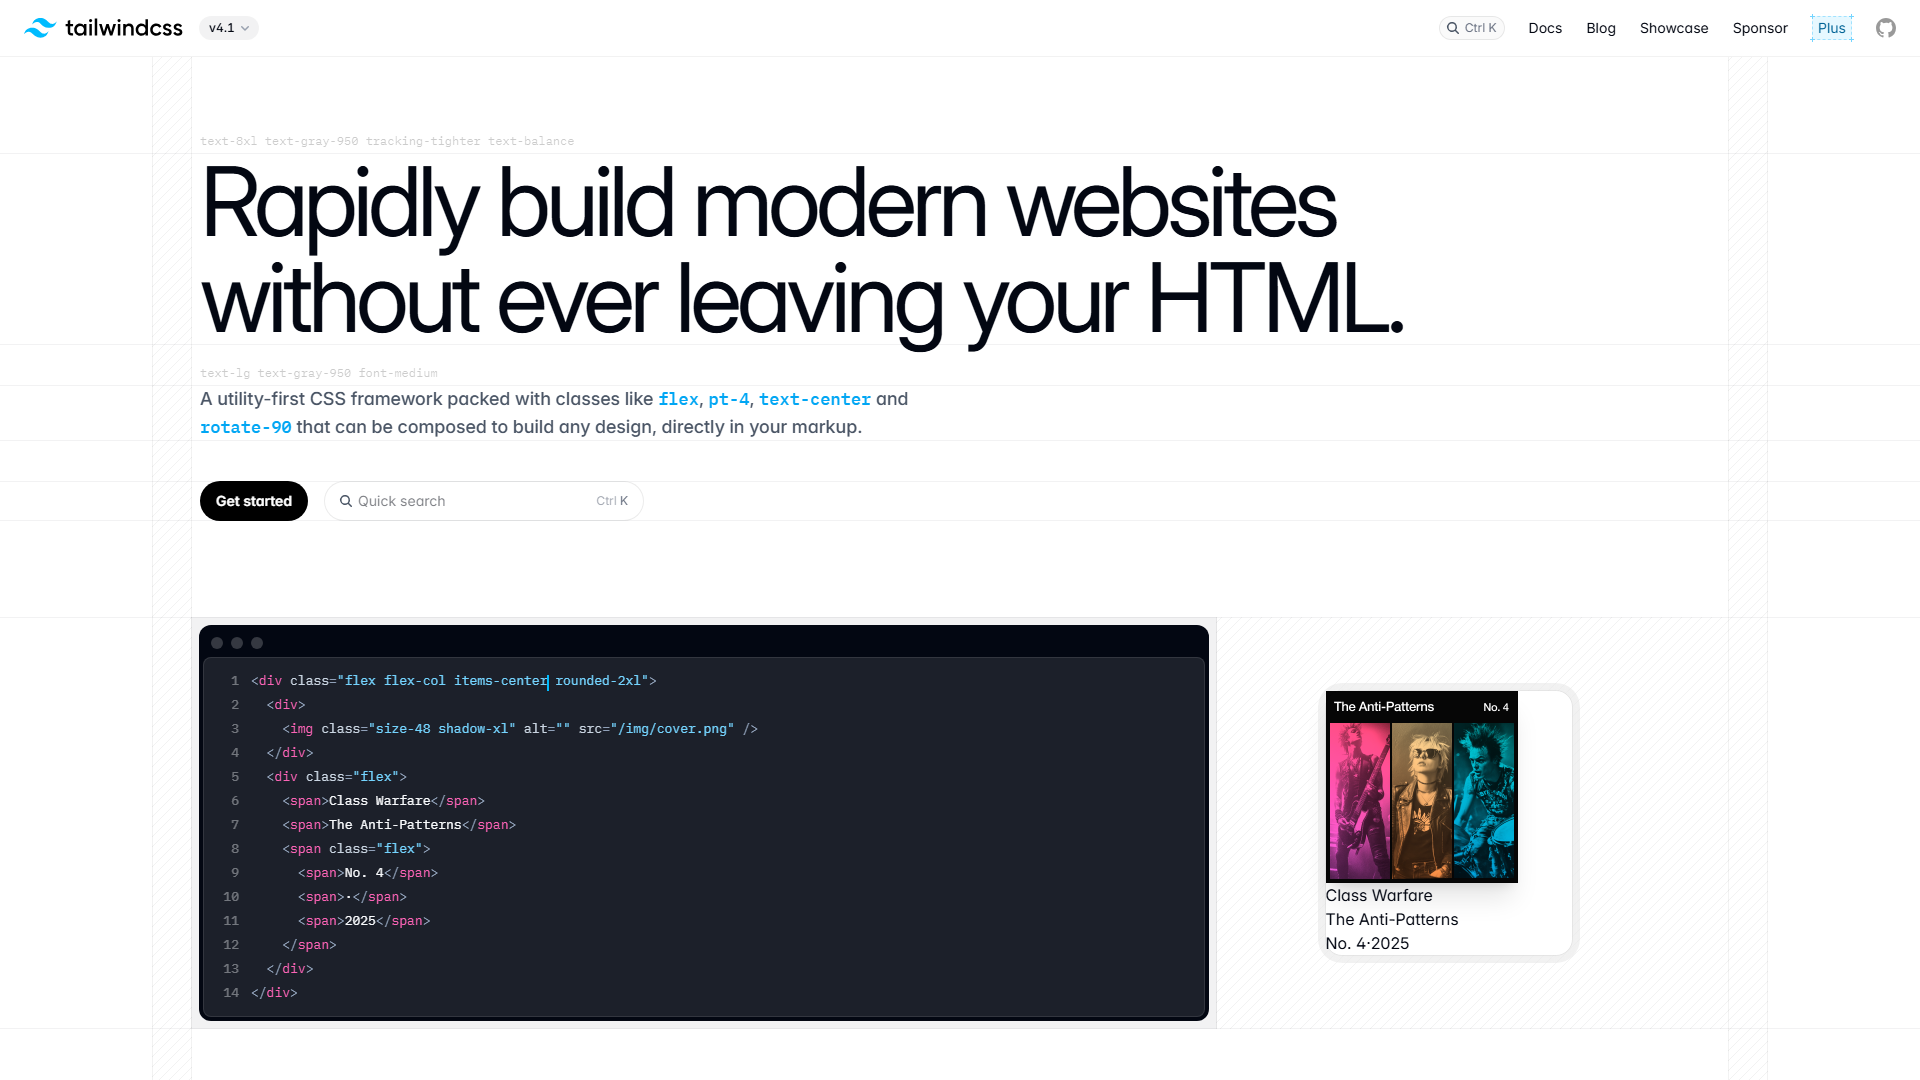 tailwindcss
v4.1
Ctrl K
Docs
Blog
Showcase
Sponsor
Plus
text-8xl text-gray-950 tracking-tighter text-balance
Rapidly build modern websites
without ever leaving your HTML.
text-lg text-gray-950 font-medium
A utility-first CSS framework packed with classes like flex, pt-4, text-center and
rotate-90 that can be composed to build any design, directly in your markup.
Get started
Quick search
Ctrl K
1 <div class="flex flex-col items-center rounded-2xl">
2 <div>
3 <img class="size-48 shadow-xl" alt="" src="/img/cover.png" />
4 </div>
5 <div class="flex">
6 <span>Class Warfare</span>
7 <span>The Anti-Patterns</span>
8 <span class="flex">
9 <span>No. 4</span>
10 <span>·</span>
11 <span>2025</span>
12 </span>
13 </div>
14 </div>
The Anti-Patterns
No. 4
Class Warfare
The Anti-Patterns
No. 4·2025